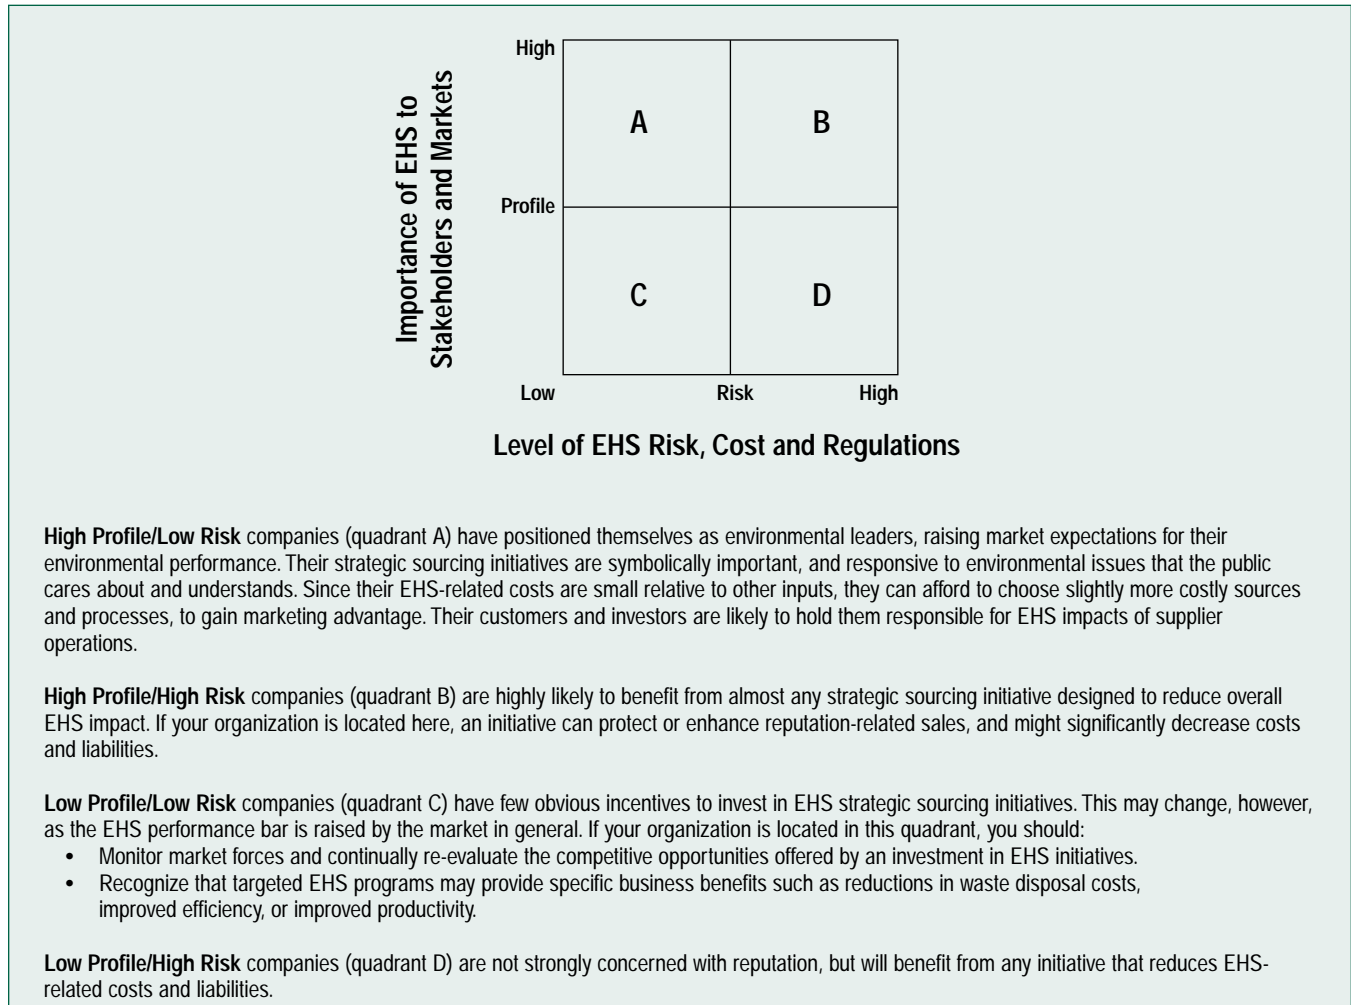 High
A
B
Importance of EHS to
Stakeholders and Markets
Profile
C
D
Low
Risk
High
Level of EHS Risk, Cost and Regulations
High Profile/Low Risk companies (quadrant A) have positioned themselves as environmental leaders, raising market expectations for their
environmental performance. Their strategic sourcing initiatives are symbolically important, and responsive to environmental issues that the public
cares about and understands. Since their EHS-related costs are small relative to other inputs, they can afford to choose slightly more costly sources
and processes, to gain marketing advantage. Their customers and investors are likely to hold them responsible for EHS impacts of supplier
operations.
High Profile/High Risk companies (quadrant B) are highly likely to benefit from almost any strategic sourcing initiative designed to reduce overall
EHS impact. If your organization is located here, an initiative can protect or enhance reputation-related sales, and might significantly decrease costs
and liabilities.
Low Profile/Low Risk companies (quadrant C) have few obvious incentives to invest in EHS strategic sourcing initiatives. This may change, however,
as the EHS performance bar is raised by the market in general. If your organization is located in this quadrant, you should:
• Monitor market forces and continually re-evaluate the competitive opportunities offered by an investment in EHS initiatives.
• Recognize that targeted EHS programs may provide specific business benefits such as reductions in waste disposal costs,
improved efficiency, or improved productivity.
Low Profile/High Risk companies (quadrant D) are not strongly concerned with reputation, but will benefit from any initiative that reduces EHS-
related costs and liabilities.